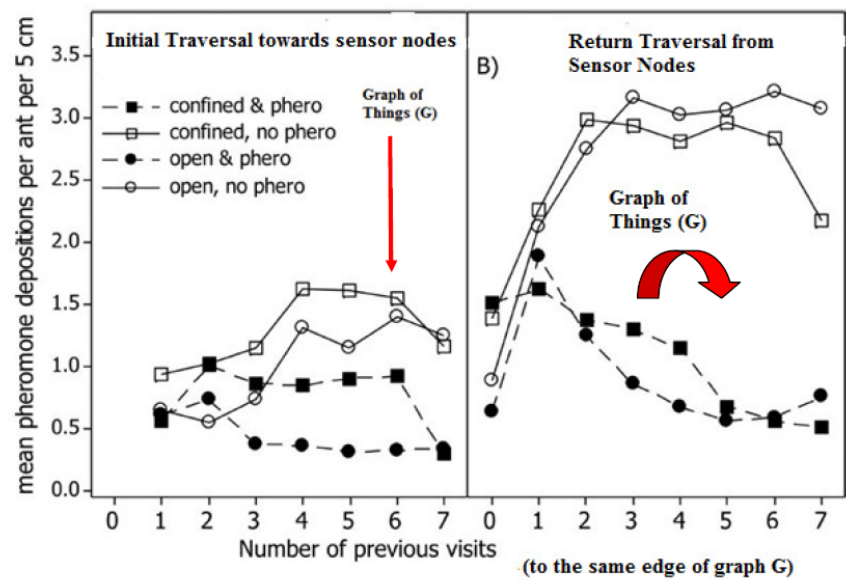 Initial Traversal towards sensor nodes
Return Traversal from
Sensor Nodes
B)
confined & phero
confined, no phero
open & phero
open, no phero
Graph of
Things (G)
Graph of
Things (G)
mean pheromone depositions per ant per 5 cm
3.5
3.0
2.5
2.0
1.5
1.0
0.5
0.0
0 1 2 3 4 5 6 7
0 1 2 3 4 5 6 7
Number of previous visits
(to the same edge of graph G)